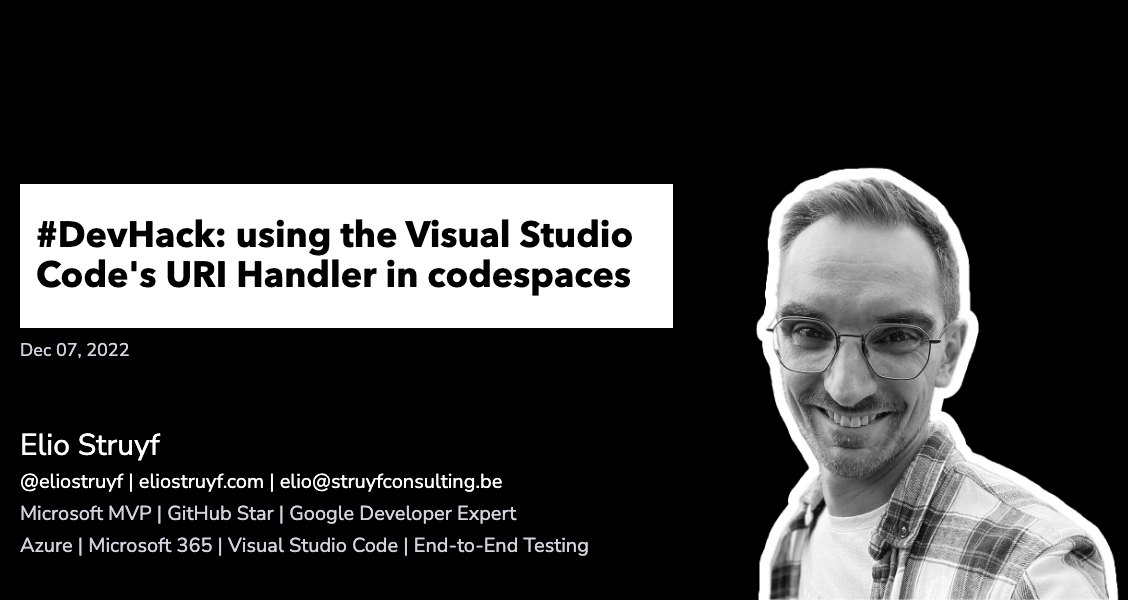 #DevHack: using the Visual Studio
Code's URI Handler in codespaces
Dec 07, 2022
Elio Struyf
@eliostruyf | eliostruyf.com | elio@struyfconsulting.be
Microsoft MVP | GitHub Star | Google Developer Expert
Azure | Microsoft 365 | Visual Studio Code | End-to-End Testing